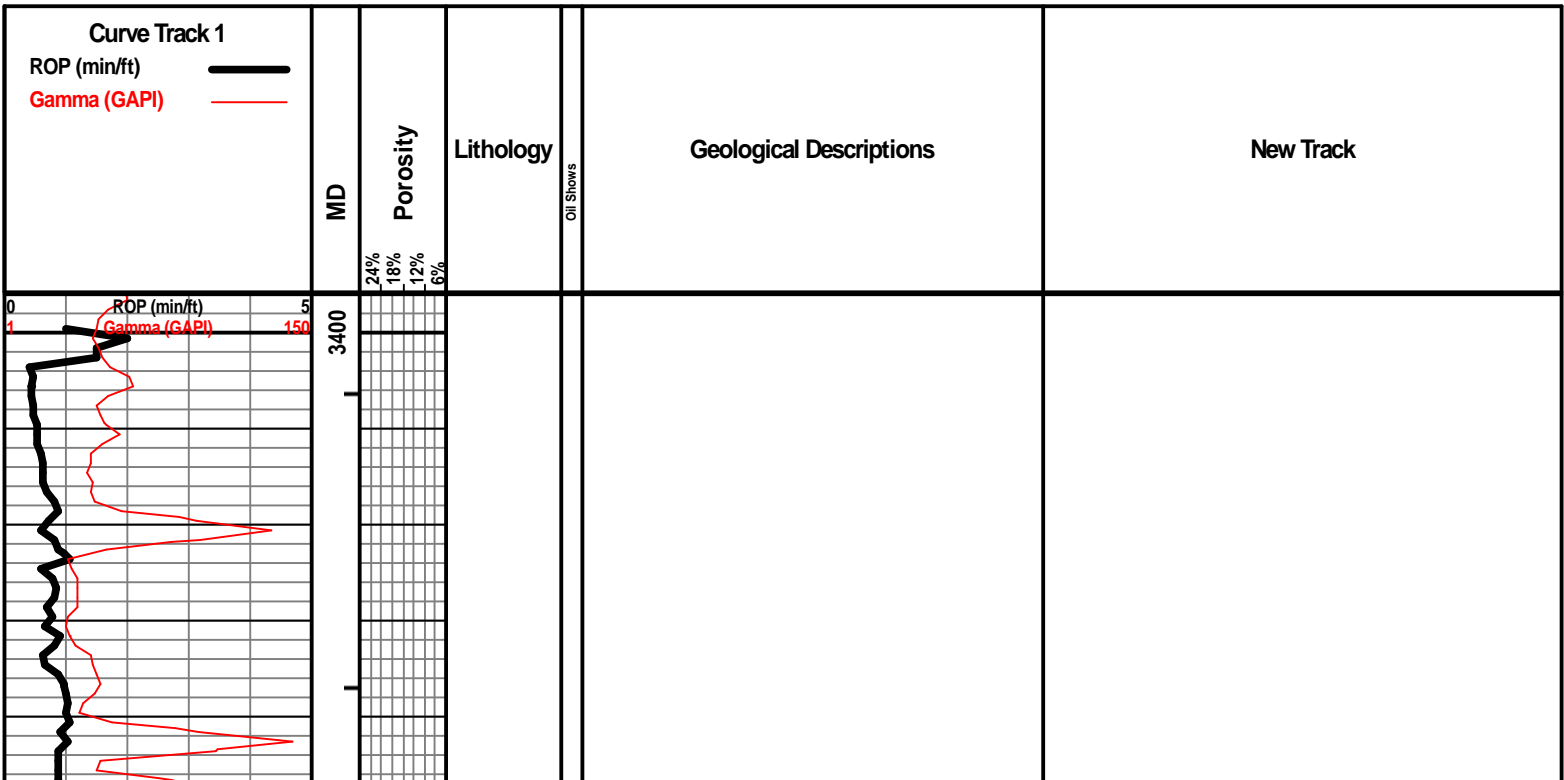 Curve Track 1
ROP (min/ft)
Gamma (GAPI)
MD
Porosity
24%
18%
12%
6%
Lithology
Oil Shows
Geological Descriptions
New Track
0 ROP (min/ft) 5
1 Gamma (GAPI) 150
3400